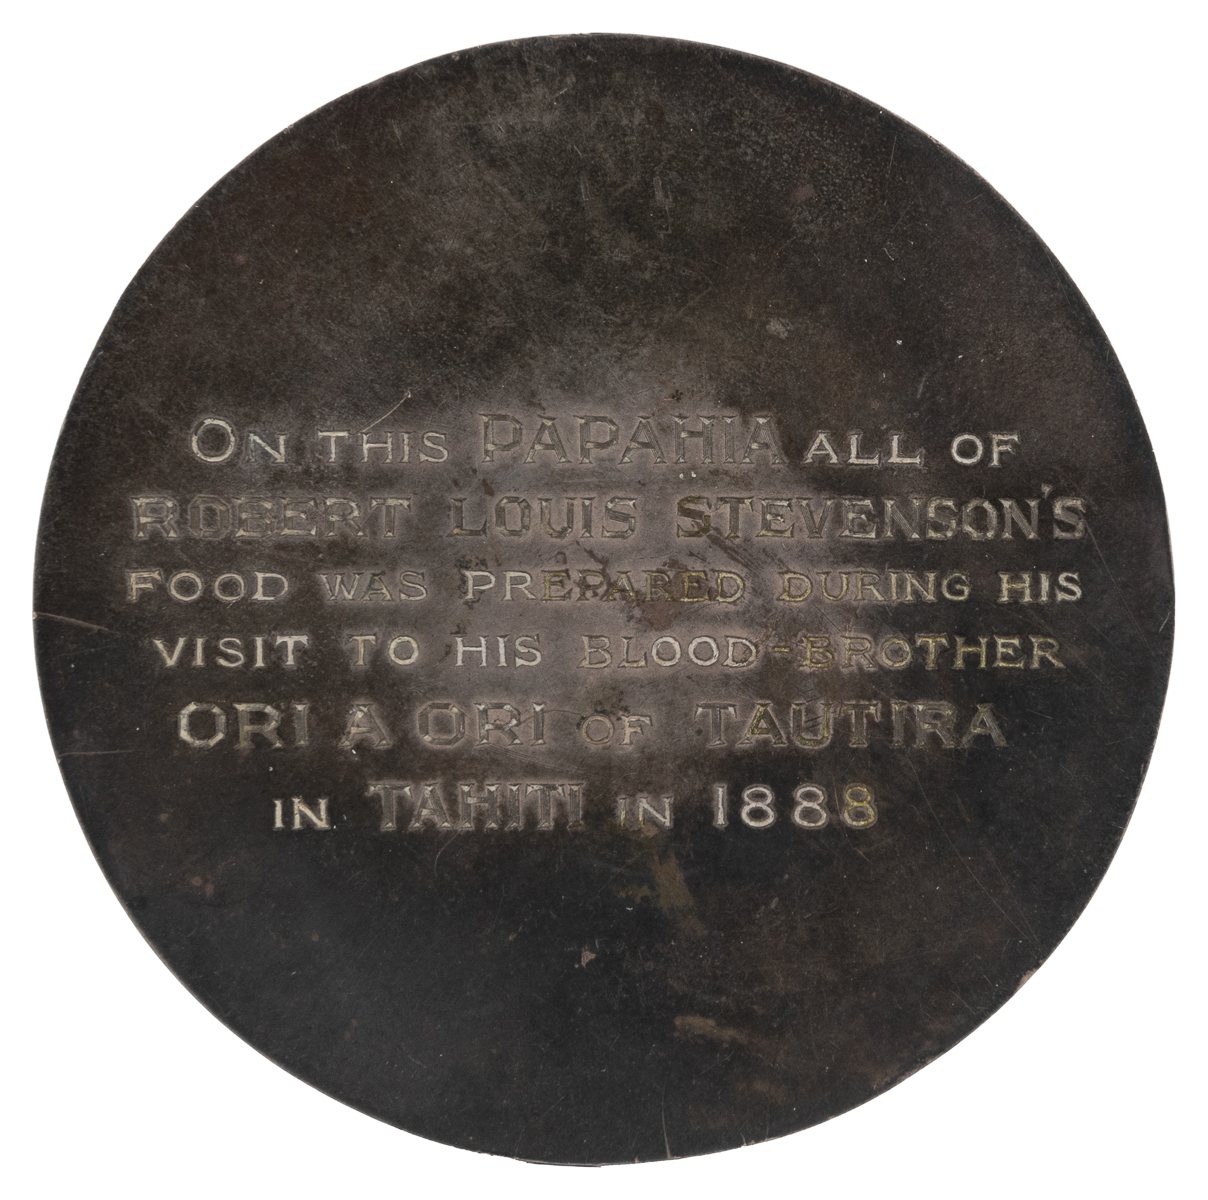 On this PAPAHIA all of
ROBERT LOUIS STEVENSON'S
FOOD WAS PREPARED DURING HIS
VISIT TO HIS BLOOD-BROTHER
ORI A ORI OF TAUTIRA
IN TAHITI IN 1888